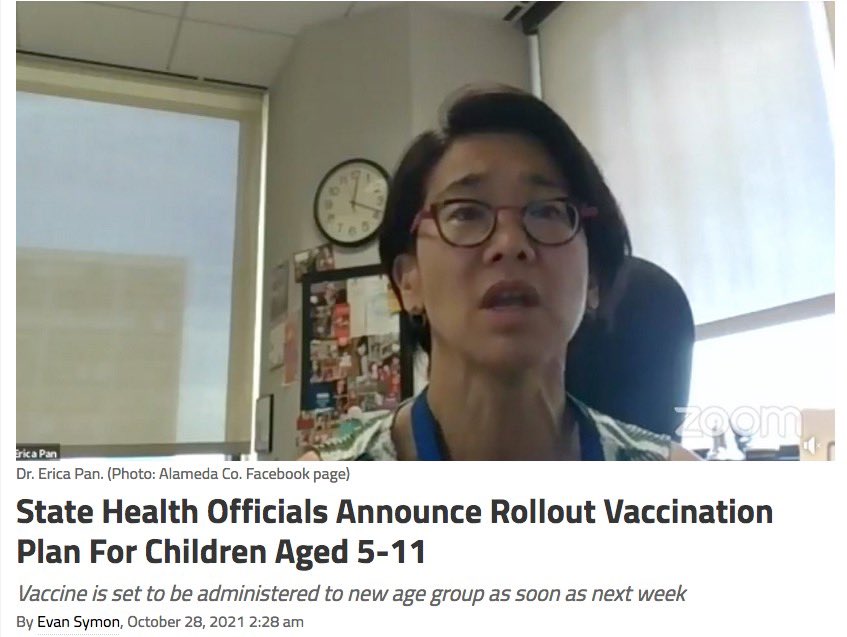 zoom
Erica Pan
Dr. Erica Pan. (Photo: Alameda Co. Facebook page)
State Health Officials Announce Rollout Vaccination
Plan For Children Aged 5-11
Vaccine is set to be administered to new age group as soon as next week
By Evan Symon, October 28, 2021 2:28 am